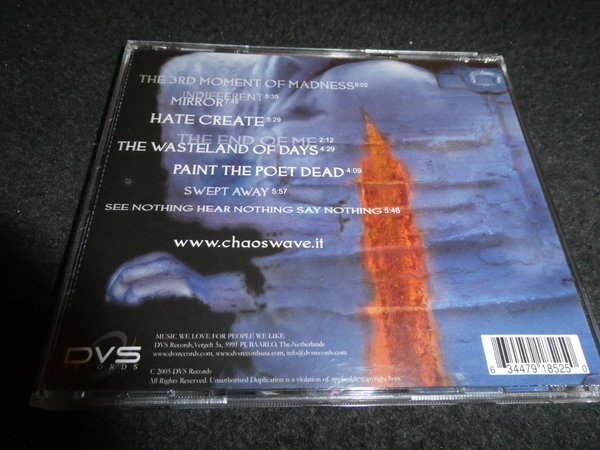 THE 3RD MOMENT OF MADNESS 5:02
INDIFFERENT 5:35
MIRROR 7:46
HATE CREATE 5:29
THE END OF ME 2:12
THE WASTELAND OF DAYS 4:29
PAINT THE POET DEAD 4:09
SWEPT AWAY 5:57
SEE NOTHING HEAR NOTHING SAY NOTHING 5:46
www.chaoswave.it
DVS
RECORDS
MUSIC WE LOVE FOR PEOPLE WE LIKE
DVS Records, Vergelt 5a, 5991 PJ, BAARLO, The Netherlands
www.dvsrecords.com, www.dvsrecordsusa.com, info@dvsrecords.com
C 2005 DVS Records
All Rights Reserved. Unauthorised Duplication is a violation of applicable copyright laws.
6 34479 18525 0